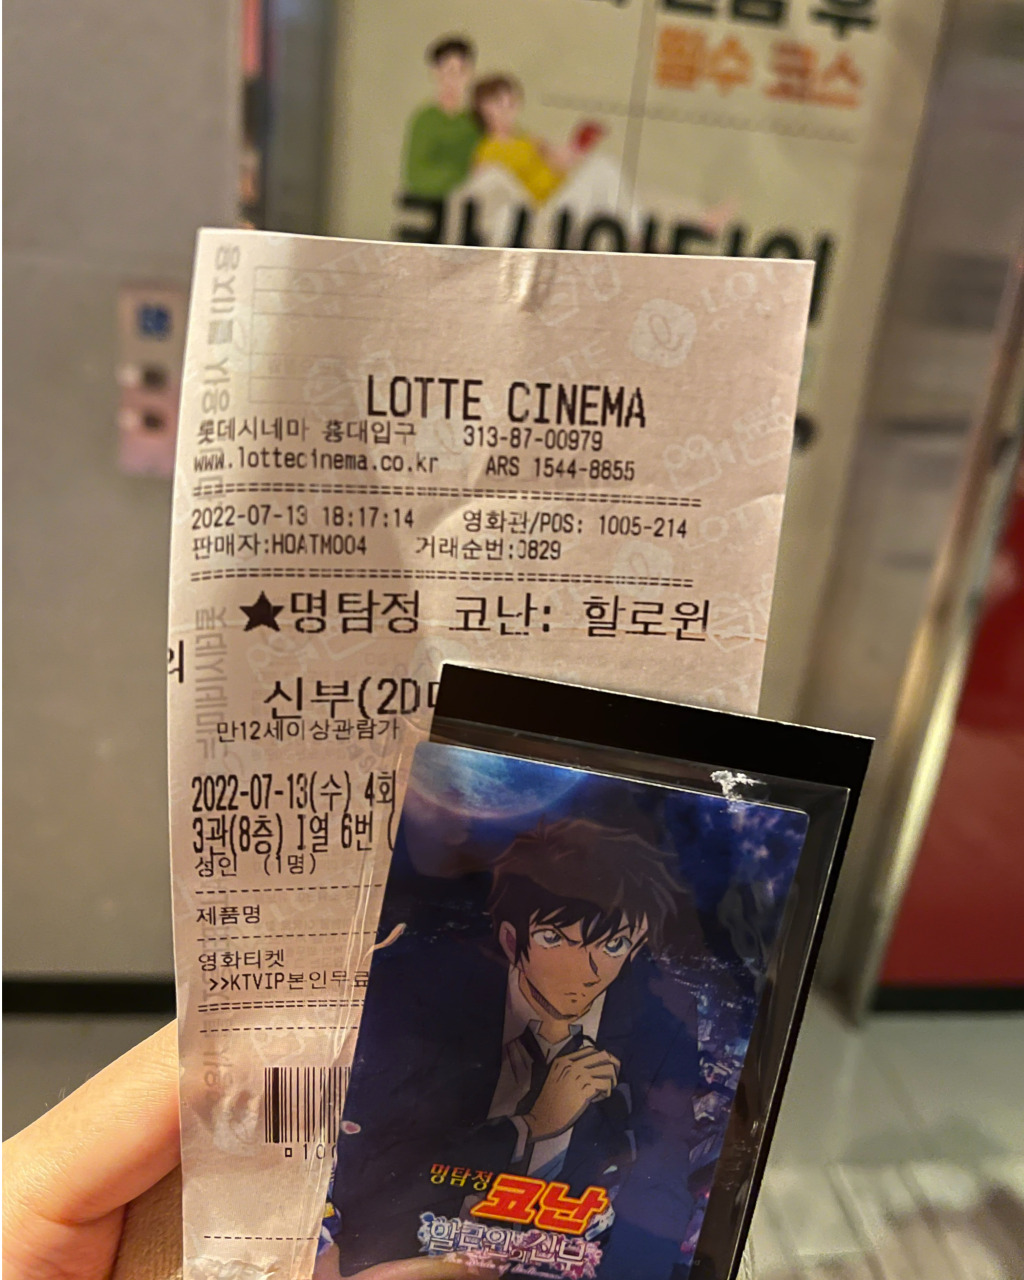 필수 코스
LOTTE CINEMA
롯데시네마 홍대입구 313-87-00979
www.lottecinema.co.kr ARS 1544-8855
2022-07-13 18:17:14 영화관/POS: 1005-214
판매자:HOATM004 거래순번:0829
★명탐정 코난: 할로윈
의
신부(2D
만12세이상관람가
2022-07-13(수) 4회
3관(8층) I열 6번 (
성인 (1명)
제품명
영화티켓
>>KTVIP본인무료
명탐정
코난
할로윈의 신부